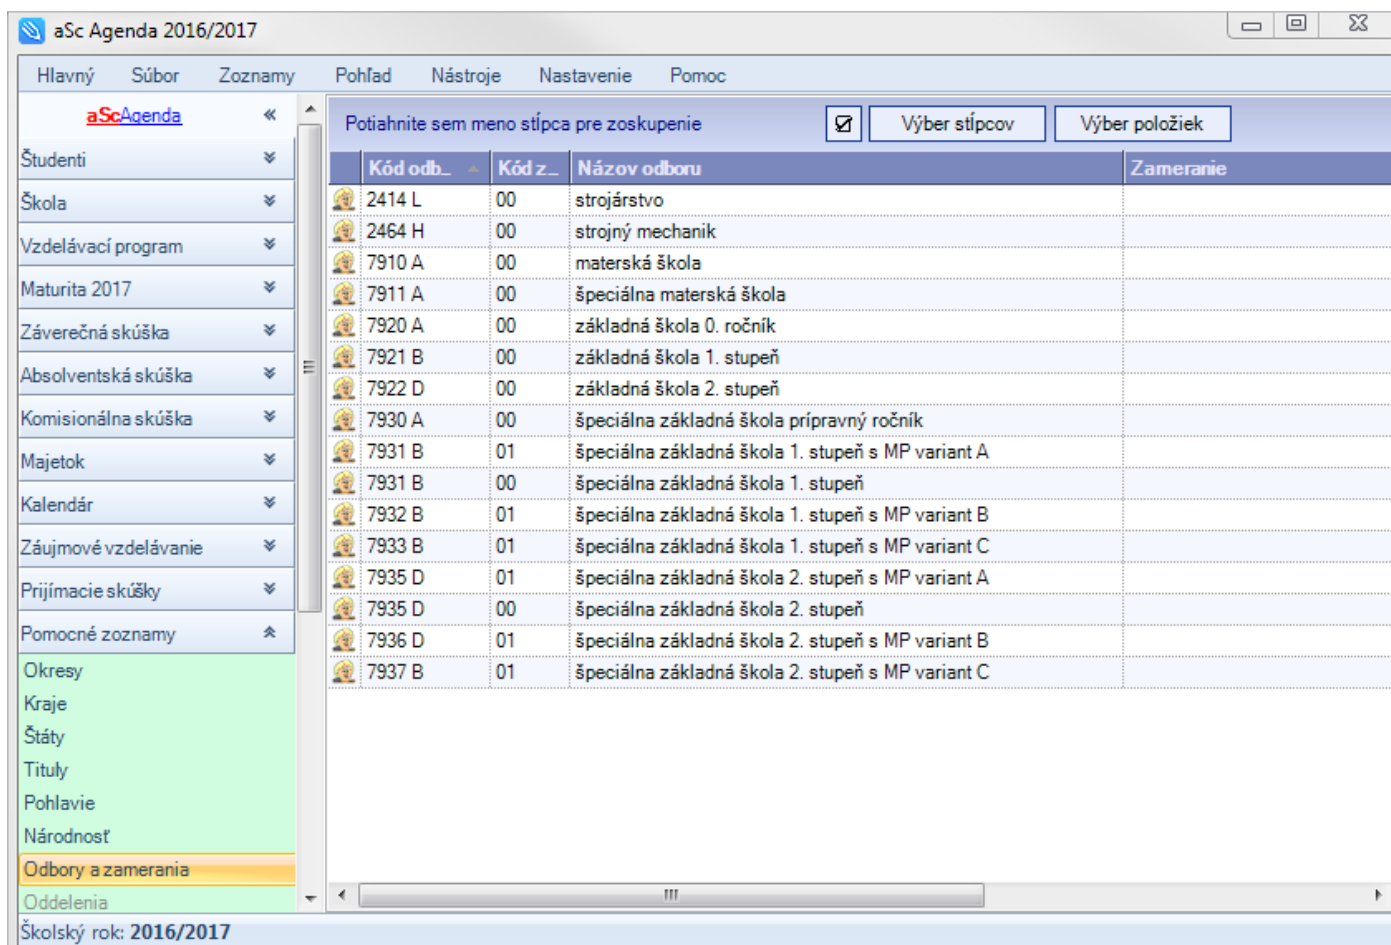 aSc Agenda 2016/2017
Hlavný Súbor Zoznamy Pohľad Nástroje Nastavenie Pomoc
aScAgenda
Študenti
Škola
Vzdelávací program
Maturita 2017
Záverečná skúška
Absolventská skúška
Komisionálna skúška
Majetok
Kalendár
Záujmové vzdelávanie
Prijímacie skúšky
Pomocné zoznamy
Okresy
Kraje
Štáty
Tituly
Pohlavie
Národnosť
Odbory a zamerania
Oddelenia
Potiahnite sem meno stĺpca pre zoskupenie Výber stĺpcov Výber položiek
Kód odb... Kód z... Názov odboru Zameranie
2414 L 00 strojárstvo
2464 H 00 strojný mechanik
7910 A 00 materská škola
7911 A 00 špeciálna materská škola
7920 A 00 základná škola 0. ročník
7921 B 00 základná škola 1. stupeň
7922 D 00 základná škola 2. stupeň
7930 A 00 špeciálna základná škola prípravný ročník
7931 B 01 špeciálna základná škola 1. stupeň s MP variant A
7931 B 00 špeciálna základná škola 1. stupeň
7932 B 01 špeciálna základná škola 1. stupeň s MP variant B
7933 B 01 špeciálna základná škola 1. stupeň s MP variant C
7935 D 01 špeciálna základná škola 2. stupeň s MP variant A
7935 D 00 špeciálna základná škola 2. stupeň
7936 D 01 špeciálna základná škola 2. stupeň s MP variant B
7937 B 01 špeciálna základná škola 2. stupeň s MP variant C
Školský rok: 2016/2017